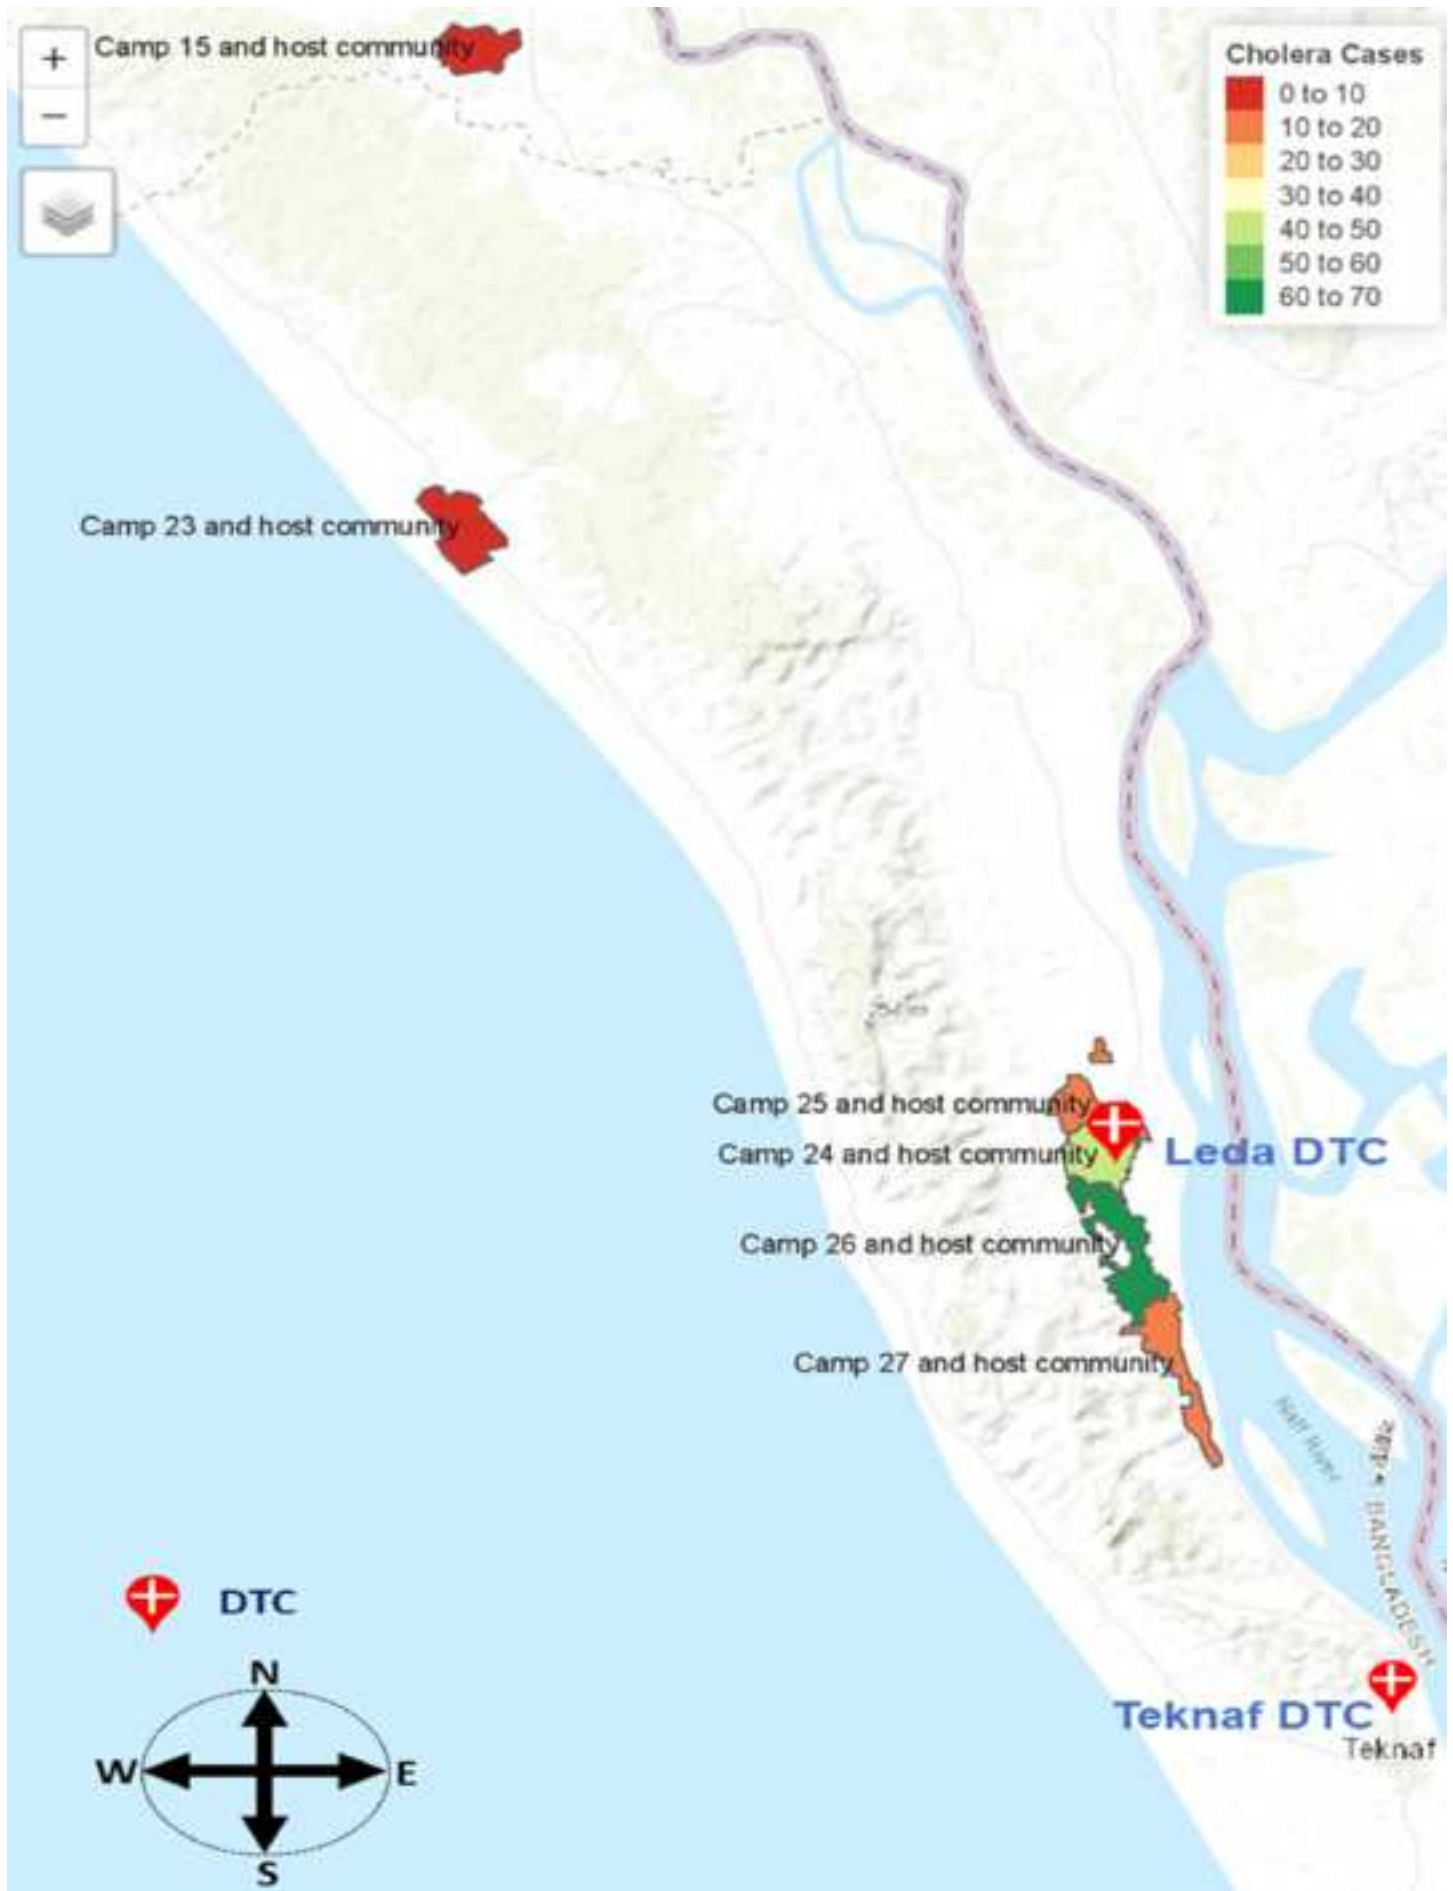 +
Camp 15 and host community
−
Cholera Cases
0 to 10
10 to 20
20 to 30
30 to 40
40 to 50
50 to 60
60 to 70
Camp 23 and host community
Camp 25 and host community
Camp 24 and host community
Leda DTC
Camp 26 and host community
Camp 27 and host community
Naf River
BANGLADESH
DTC
N
W
E
S
Teknaf DTC
Teknaf